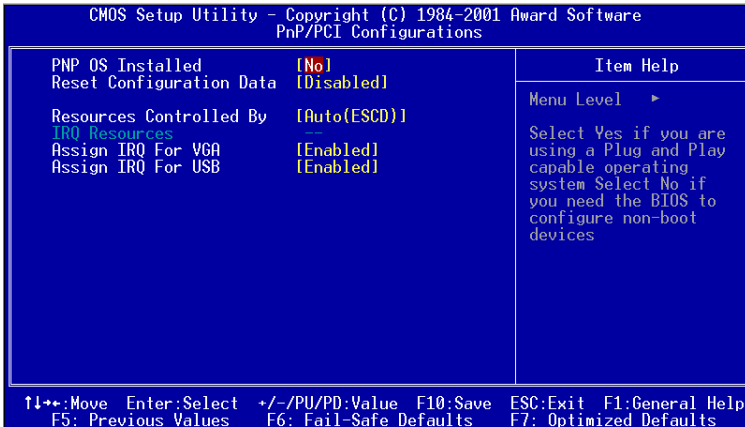 CMOS Setup Utility - Copyright (C) 1984-2001 Award Software
PnP/PCI Configurations
PNP OS Installed [No]
Reset Configuration Data [Disabled]
Resources Controlled By [Auto(ESCD)]
IRQ Resources --
Assign IRQ For VGA [Enabled]
Assign IRQ For USB [Enabled]
Item Help
Menu Level ►
Select Yes if you are
using a Plug and Play
capable operating
system Select No if
you need the BIOS to
configure non-boot
devices
↑↓→←:Move Enter:Select +/-/PU/PD:Value F10:Save ESC:Exit F1:General Help
F5: Previous Values F6: Fail-Safe Defaults F7: Optimized Defaults